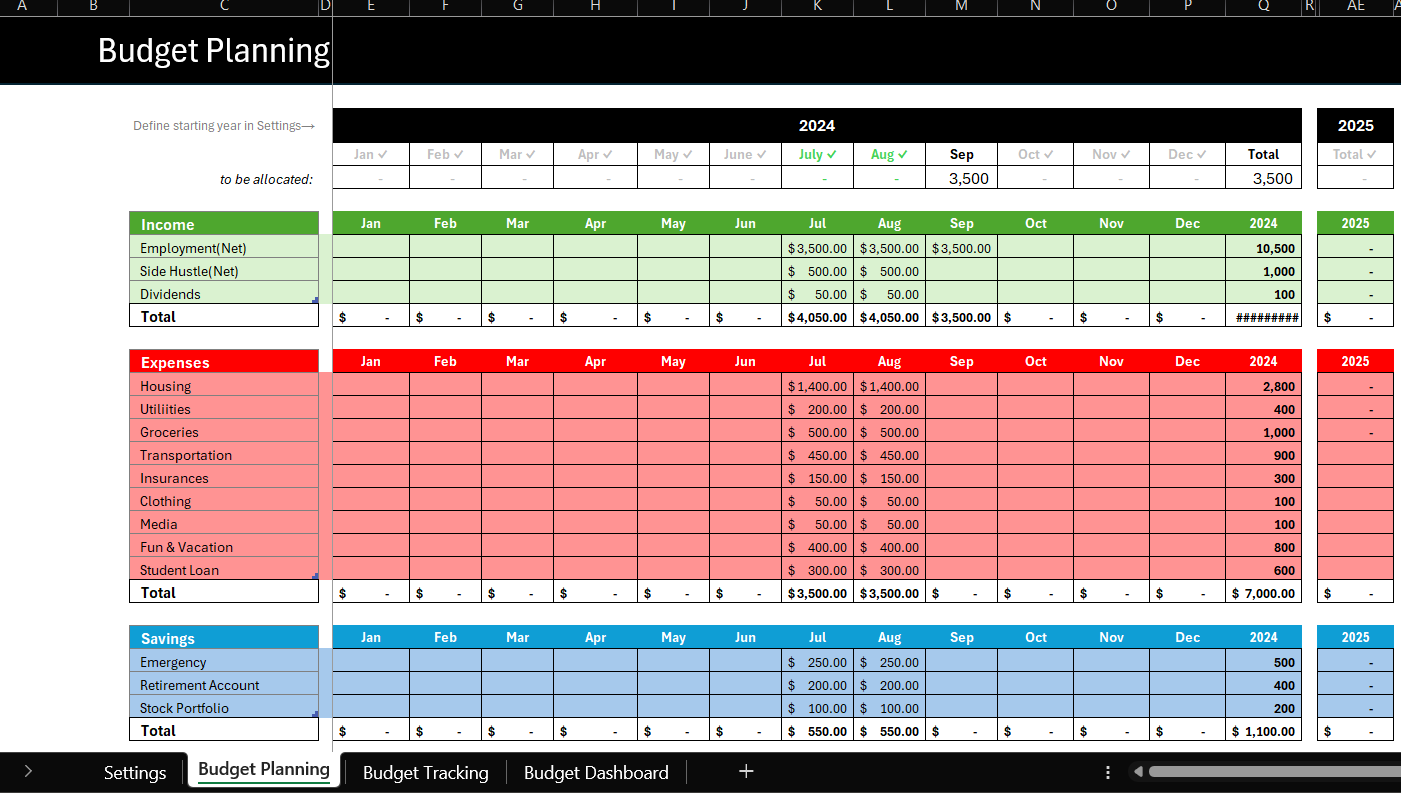 A B C D E F G H I J K L M N O P Q R AE
Budget Planning
Define starting year in Settings→ 2024 2025
Jan ✓ Feb ✓ Mar ✓ Apr ✓ May ✓ June ✓ July ✓ Aug ✓ Sep Oct ✓ Nov ✓ Dec ✓ Total Total ✓
to be allocated: - - - - - - - - 3,500 - - - 3,500 -
Income Jan Feb Mar Apr May Jun Jul Aug Sep Oct Nov Dec 2024 2025
Employment(Net) $3,500.00 $3,500.00 $3,500.00 10,500 -
Side Hustle(Net) $ 500.00 $ 500.00 1,000 -
Dividends $ 50.00 $ 50.00 100 -
Total $ - $ - $ - $ - $ - $ - $4,050.00 $4,050.00 $3,500.00 $ - $ - $ - ######### $ -
Expenses Jan Feb Mar Apr May Jun Jul Aug Sep Oct Nov Dec 2024 2025
Housing $1,400.00 $1,400.00 2,800 -
Utiliities $ 200.00 $ 200.00 400 -
Groceries $ 500.00 $ 500.00 1,000 -
Transportation $ 450.00 $ 450.00 900
Insurances $ 150.00 $ 150.00 300
Clothing $ 50.00 $ 50.00 100
Media $ 50.00 $ 50.00 100
Fun & Vacation $ 400.00 $ 400.00 800
Student Loan $ 300.00 $ 300.00 600
Total $ - $ - $ - $ - $ - $ - $3,500.00 $3,500.00 $ - $ - $ - $ - $ 7,000.00 $ -
Savings Jan Feb Mar Apr May Jun Jul Aug Sep Oct Nov Dec 2024 2025
Emergency $ 250.00 $ 250.00 500 -
Retirement Account $ 200.00 $ 200.00 400 -
Stock Portfolio $ 100.00 $ 100.00 200 -
Total $ - $ - $ - $ - $ - $ - $ 550.00 $ 550.00 $ - $ - $ - $ - $ 1,100.00 $ -
Settings Budget Planning Budget Tracking Budget Dashboard +